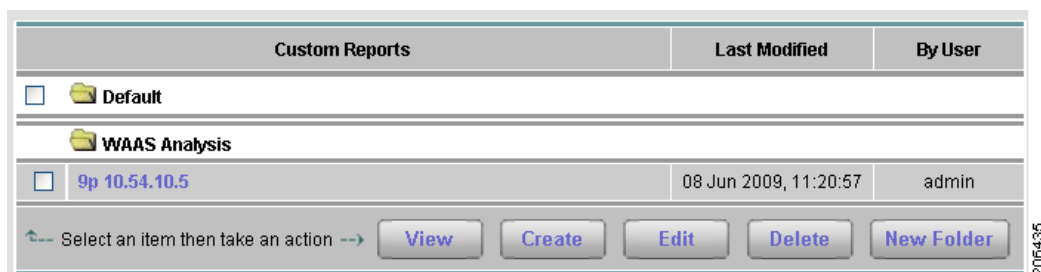 Custom Reports Last Modified By User
Default
WAAS Analysis
9p 10.54.10.5 08 Jun 2009, 11:20:57 admin
Select an item then take an action --> View Create Edit Delete New Folder
205435